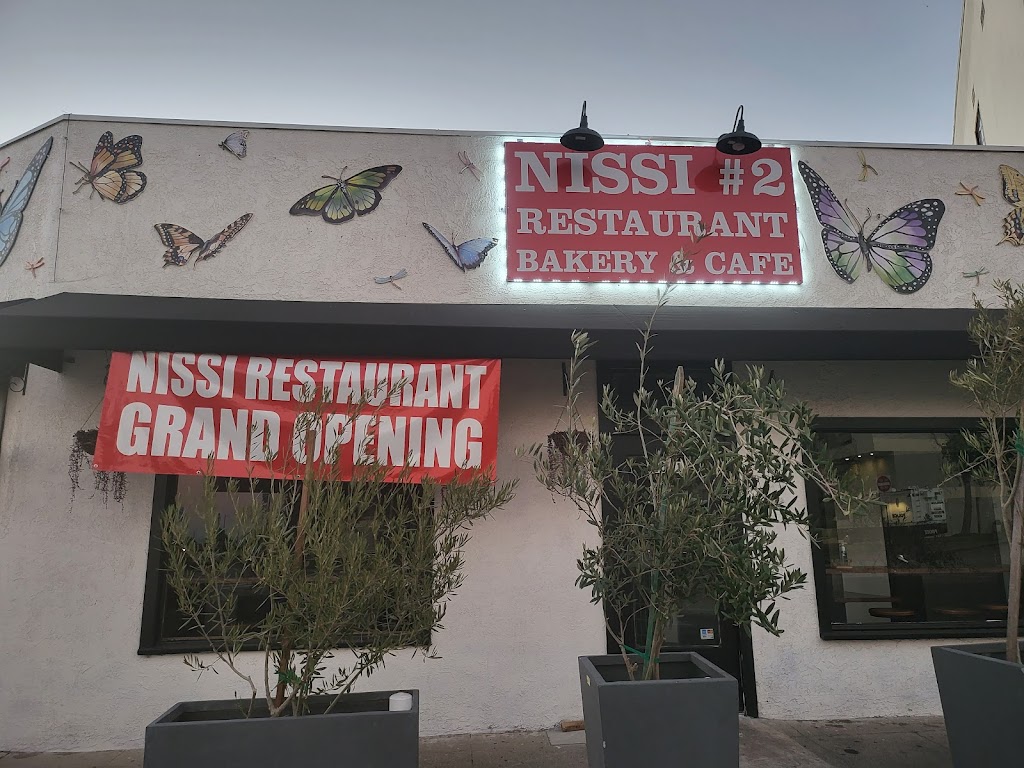 NISSI #2
RESTAURANT
BAKERY & CAFE
NISSI RESTAURANT
GRAND OPENING